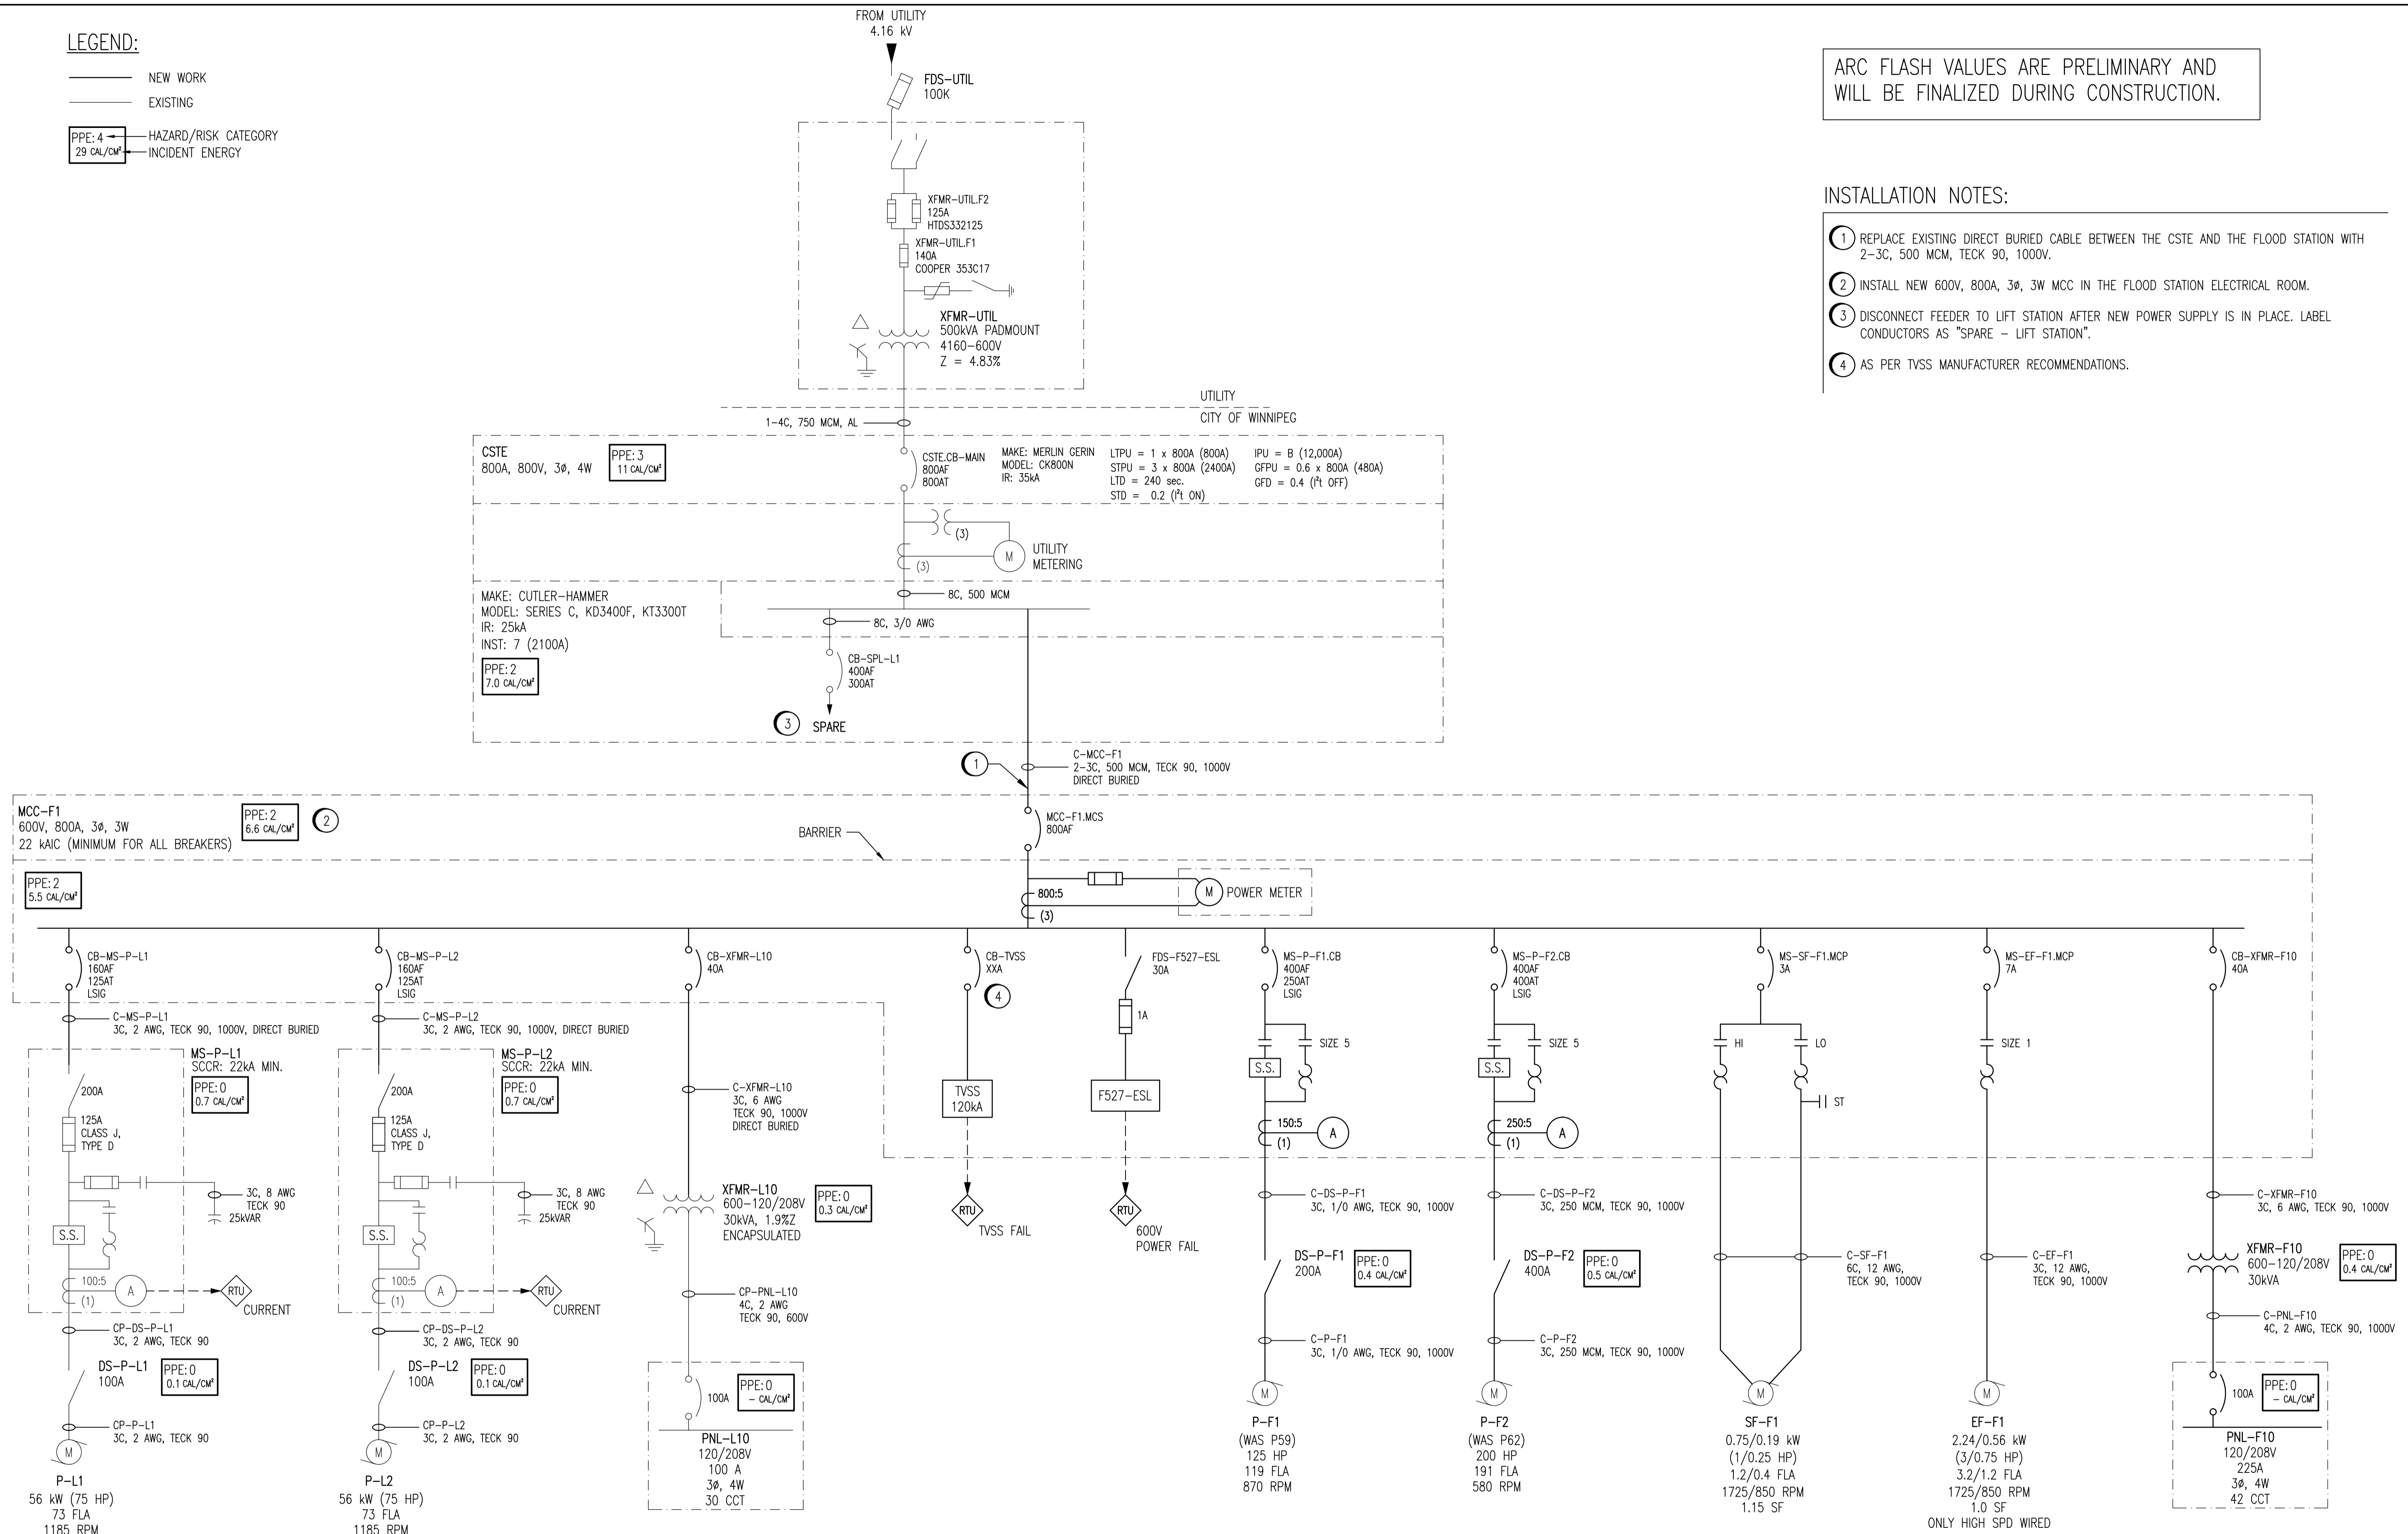 LEGEND:
NEW WORK
EXISTING
PPE: 4
29 CAL/CM²
HAZARD/RISK CATEGORY
INCIDENT ENERGY
FROM UTILITY
4.16 kV
FDS-UTIL
100K
XFMR-UTIL.F2
125A
HTDS332125
XFMR-UTIL.F1
140A
COOPER 353C17
XFMR-UTIL
500kVA PADMOUNT
4160-600V
Z = 4.83%
ARC FLASH VALUES ARE PRELIMINARY AND
WILL BE FINALIZED DURING CONSTRUCTION.
INSTALLATION NOTES:
1 REPLACE EXISTING DIRECT BURIED CABLE BETWEEN THE CSTE AND THE FLOOD STATION WITH
2-3C, 500 MCM, TECK 90, 1000V.
2 INSTALL NEW 600V, 800A, 3ø, 3W MCC IN THE FLOOD STATION ELECTRICAL ROOM.
3 DISCONNECT FEEDER TO LIFT STATION AFTER NEW POWER SUPPLY IS IN PLACE. LABEL
CONDUCTORS AS "SPARE - LIFT STATION".
4 AS PER TVSS MANUFACTURER RECOMMENDATIONS.
UTILITY
CITY OF WINNIPEG
1-4C, 750 MCM, AL
CSTE
800A, 800V, 3ø, 4W
PPE: 3
11 CAL/CM²
CSTE.CB-MAIN
800AF
800AT
MAKE: MERLIN GERIN
MODEL: CK800N
IR: 35kA
LTPU = 1 x 800A (800A)
STPU = 3 x 800A (2400A)
LTD = 240 sec.
STD = 0.2 (I²t ON)
IPU = B (12,000A)
GFPU = 0.6 x 800A (480A)
GFD = 0.4 (I²t OFF)
(3)
(3)
M
UTILITY
METERING
MAKE: CUTLER-HAMMER
MODEL: SERIES C, KD3400F, KT3300T
IR: 25kA
INST: 7 (2100A)
PPE: 2
7.0 CAL/CM²
8C, 500 MCM
8C, 3/0 AWG
CB-SPL-L1
400AF
300AT
3 SPARE
1
C-MCC-F1
2-3C, 500 MCM, TECK 90, 1000V
DIRECT BURIED
MCC-F1
600V, 800A, 3ø, 3W
22 kAIC (MINIMUM FOR ALL BREAKERS)
PPE: 2
6.6 CAL/CM²
2
BARRIER
MCC-F1.MCS
800AF
PPE: 2
5.5 CAL/CM²
800:5
(3)
M POWER METER
CB-MS-P-L1
160AF
125AT
LSIG
C-MS-P-L1
3C, 2 AWG, TECK 90, 1000V, DIRECT BURIED
MS-P-L1
SCCR: 22kA MIN.
PPE: 0
0.7 CAL/CM²
200A
125A
CLASS J,
TYPE D
3C, 8 AWG
TECK 90
25kVAR
S.S.
100:5
(1)
A
RTU
CURRENT
CP-DS-P-L1
3C, 2 AWG, TECK 90
DS-P-L1
100A
PPE: 0
0.1 CAL/CM²
CP-P-L1
3C, 2 AWG, TECK 90
M
P-L1
56 kW (75 HP)
73 FLA
1185 RPM
CB-MS-P-L2
160AF
125AT
LSIG
C-MS-P-L2
3C, 2 AWG, TECK 90, 1000V, DIRECT BURIED
MS-P-L2
SCCR: 22kA MIN.
PPE: 0
0.7 CAL/CM²
200A
125A
CLASS J,
TYPE D
3C, 8 AWG
TECK 90
25kVAR
S.S.
100:5
(1)
A
RTU
CURRENT
CP-DS-P-L2
3C, 2 AWG, TECK 90
DS-P-L2
100A
PPE: 0
0.1 CAL/CM²
CP-P-L2
3C, 2 AWG, TECK 90
M
P-L2
56 kW (75 HP)
73 FLA
1185 RPM
CB-XFMR-L10
40A
C-XFMR-L10
3C, 6 AWG
TECK 90, 1000V
DIRECT BURIED
XFMR-L10
600-120/208V
30kVA, 1.9%Z
ENCAPSULATED
PPE: 0
0.3 CAL/CM²
CP-PNL-L10
4C, 2 AWG
TECK 90, 600V
100A
PPE: 0
- CAL/CM²
PNL-L10
120/208V
100 A
3ø, 4W
30 CCT
CB-TVSS
XXA
4
TVSS
120kA
RTU
TVSS FAIL
FDS-F527-ESL
30A
1A
F527-ESL
RTU
600V
POWER FAIL
MS-P-F1.CB
400AF
250AT
LSIG
SIZE 5
S.S.
150:5
(1)
A
C-DS-P-F1
3C, 1/0 AWG, TECK 90, 1000V
DS-P-F1
200A
PPE: 0
0.4 CAL/CM²
C-P-F1
3C, 1/0 AWG, TECK 90, 1000V
M
P-F1
(WAS P59)
125 HP
119 FLA
870 RPM
MS-P-F2.CB
400AF
400AT
LSIG
SIZE 5
S.S.
250:5
(1)
A
C-DS-P-F2
3C, 250 MCM, TECK 90, 1000V
DS-P-F2
400A
PPE: 0
0.5 CAL/CM²
C-P-F2
3C, 250 MCM, TECK 90, 1000V
M
P-F2
(WAS P62)
200 HP
191 FLA
580 RPM
MS-SF-F1.MCP
3A
HI
LO
ST
C-SF-F1
6C, 12 AWG,
TECK 90, 1000V
M
SF-F1
0.75/0.19 kW
(1/0.25 HP)
1.2/0.4 FLA
1725/850 RPM
1.15 SF
MS-EF-F1.MCP
7A
SIZE 1
C-EF-F1
3C, 12 AWG,
TECK 90, 1000V
M
EF-F1
2.24/0.56 kW
(3/0.75 HP)
3.2/1.2 FLA
1725/850 RPM
1.0 SF
ONLY HIGH SPD WIRED
CB-XFMR-F10
40A
C-XFMR-F10
3C, 6 AWG, TECK 90, 1000V
XFMR-F10
600-120/208V
30kVA
PPE: 0
0.4 CAL/CM²
C-PNL-F10
4C, 2 AWG, TECK 90, 1000V
100A
PPE: 0
- CAL/CM²
PNL-F10
120/208V
225A
3ø, 4W
42 CCT